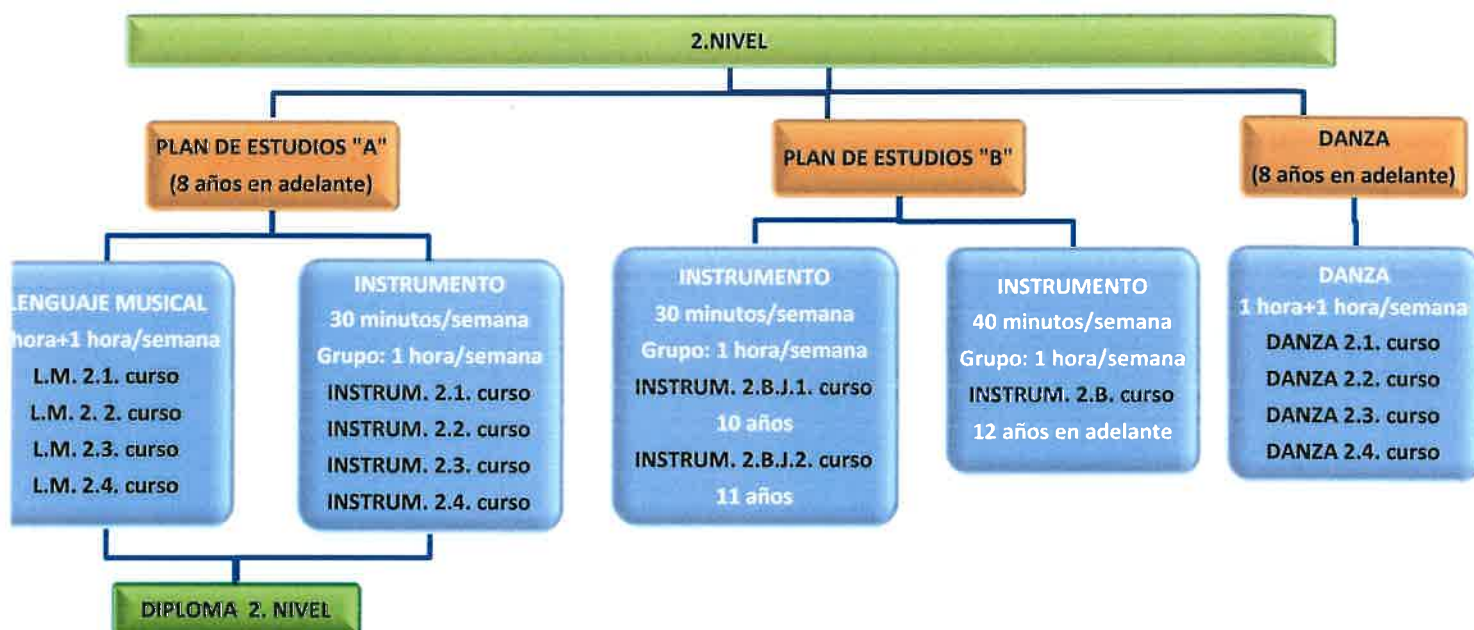 2.NIVEL
PLAN DE ESTUDIOS "A"
(8 años en adelante)
PLAN DE ESTUDIOS "B"
DANZA
(8 años en adelante)
LENGUAJE MUSICAL
hora+1 hora/semana
L.M. 2.1. curso
L.M. 2. 2. curso
L.M. 2.3. curso
L.M. 2.4. curso
INSTRUMENTO
30 minutos/semana
Grupo: 1 hora/semana
INSTRUM. 2.1. curso
INSTRUM. 2.2. curso
INSTRUM. 2.3. curso
INSTRUM. 2.4. curso
INSTRUMENTO
30 minutos/semana
Grupo: 1 hora/semana
INSTRUM. 2.B.J.1. curso
10 años
INSTRUM. 2.B.J.2. curso
11 años
INSTRUMENTO
40 minutos/semana
Grupo: 1 hora/semana
INSTRUM. 2.B. curso
12 años en adelante
DANZA
1 hora+1 hora/semana
DANZA 2.1. curso
DANZA 2.2. curso
DANZA 2.3. curso
DANZA 2.4. curso
DIPLOMA 2. NIVEL